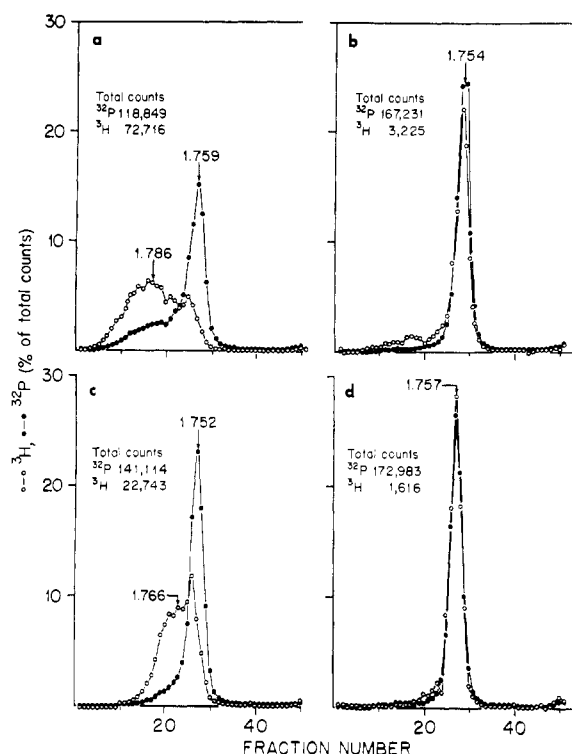 a
30
20
10
Total counts
³²P 118,849
³H 72,716
1.759
1.786
b
1.754
Total counts
³²P 167,231
³H 3,225
c
30
20
10
1.752
Total counts
³²P 141,114
³H 22,743
1.766
20
40
d
1.757
Total counts
³²P 172,983
³H 1,616
20
40
o--o ³H, •--• ³²P (% of total counts)
FRACTION NUMBER